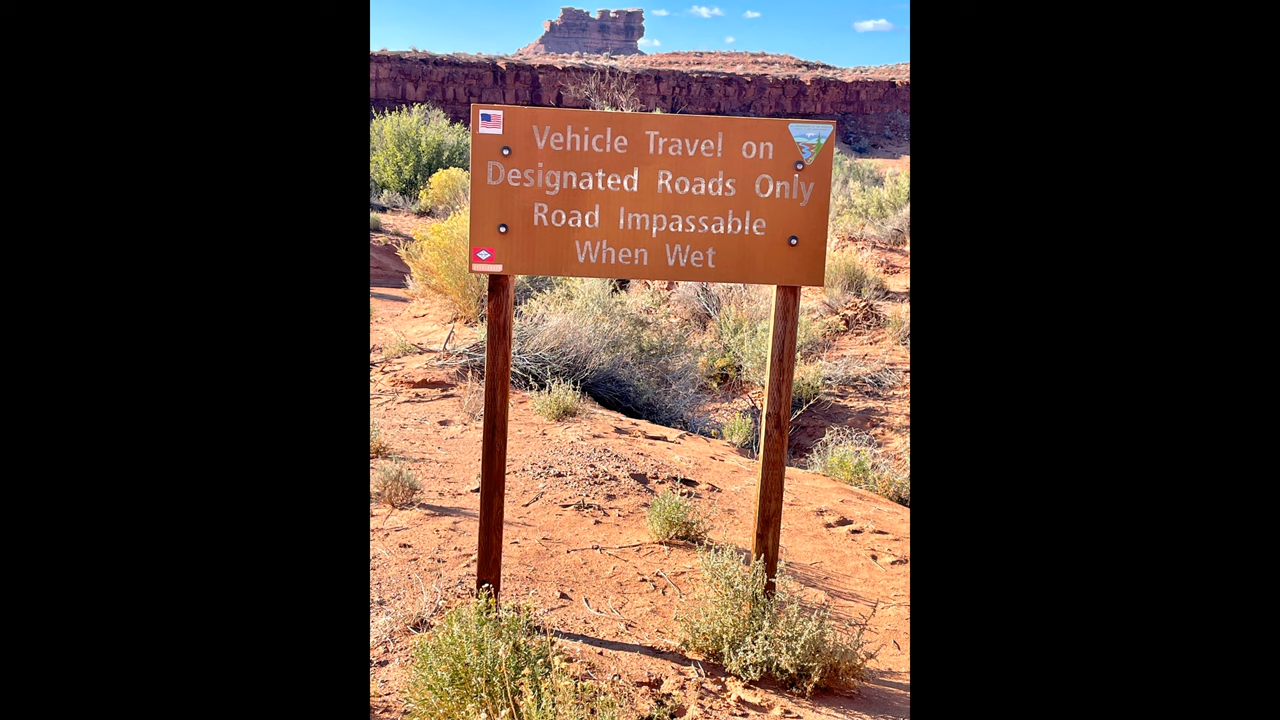 Vehicle Travel on
Designated Roads Only
Road Impassable
When Wet